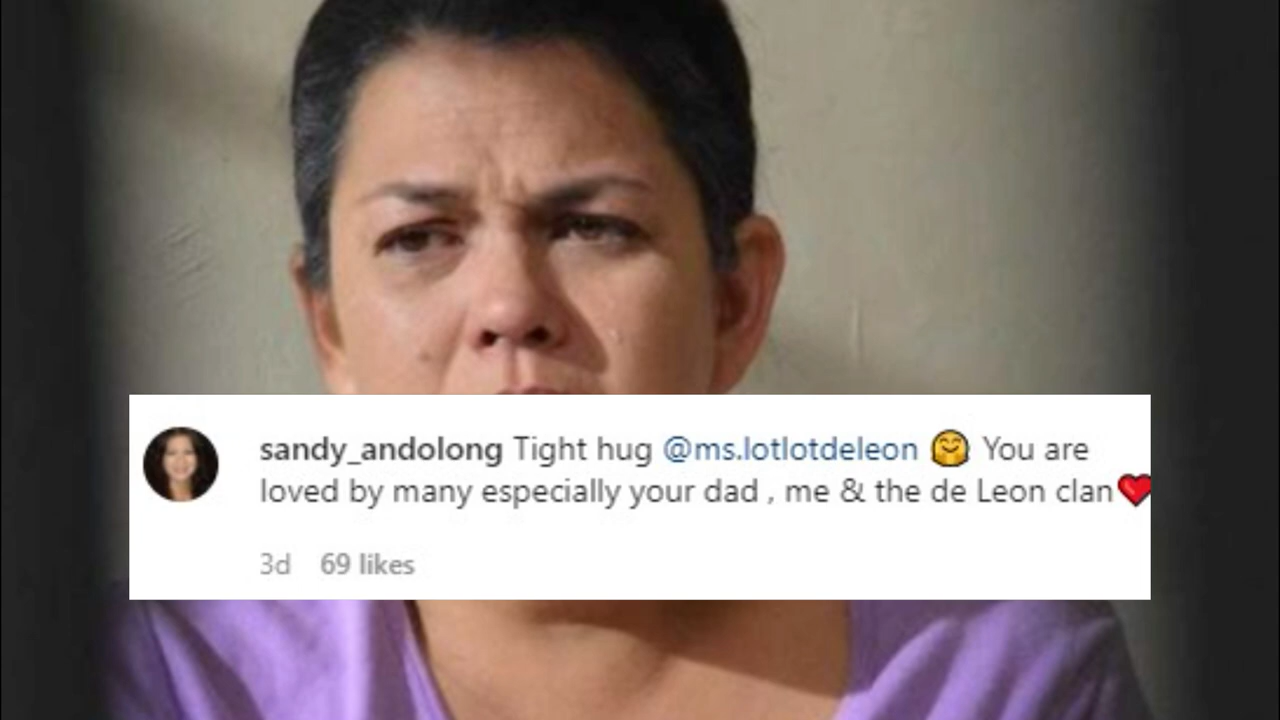 sandy_andolong Tight hug @ms.lotlotdeleon 🤗 You are
loved by many especially your dad , me & the de Leon clan❤️
3d 69 likes